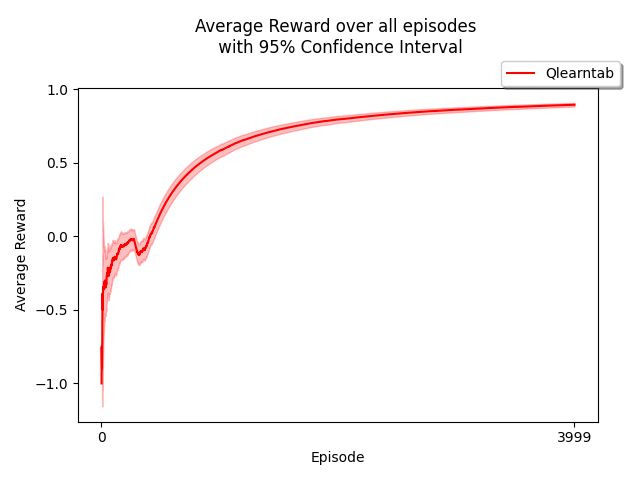 Average Reward over all episodes
with 95% Confidence Interval
Qlearntab
1.0
0.5
0.0
−0.5
−1.0
Average Reward
0
3999
Episode